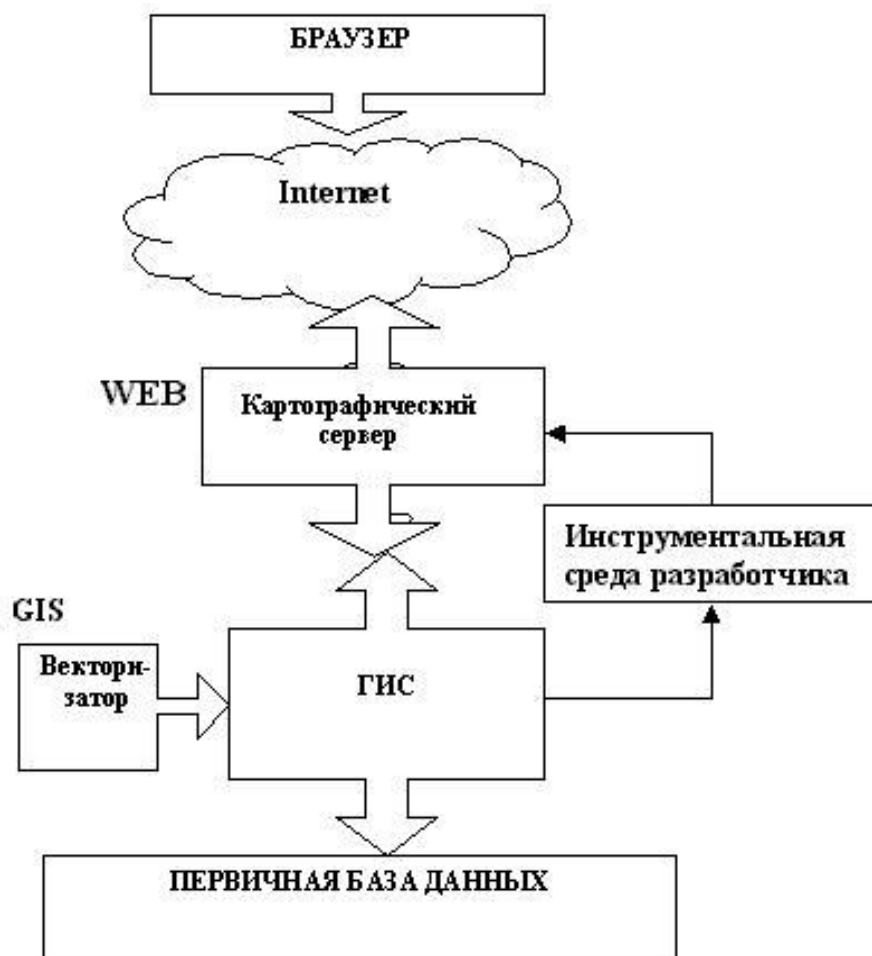 БРАУЗЕР
Internet
WEB
Картографический
сервер
Инструментальная
среда разработчика
GIS
Вектори-
затор
ГИС
ПЕРВИЧНАЯ БАЗА ДАННЫХ